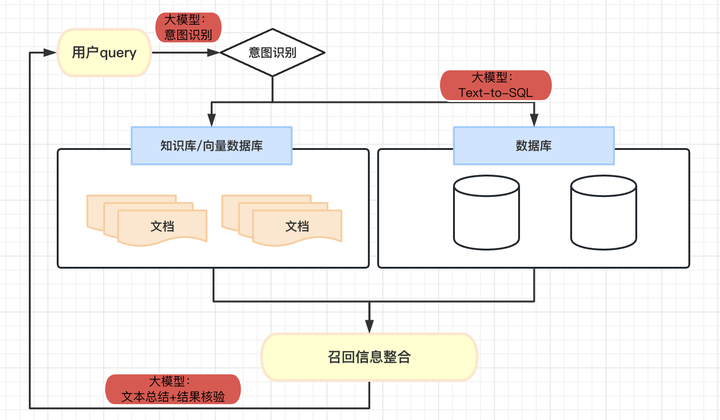 大模型:
意图识别
用户query
意图识别
大模型:
Text-to-SQL
知识库/向量数据库
数据库
文档
文档
召回信息整合
大模型:
文本总结+结果核验